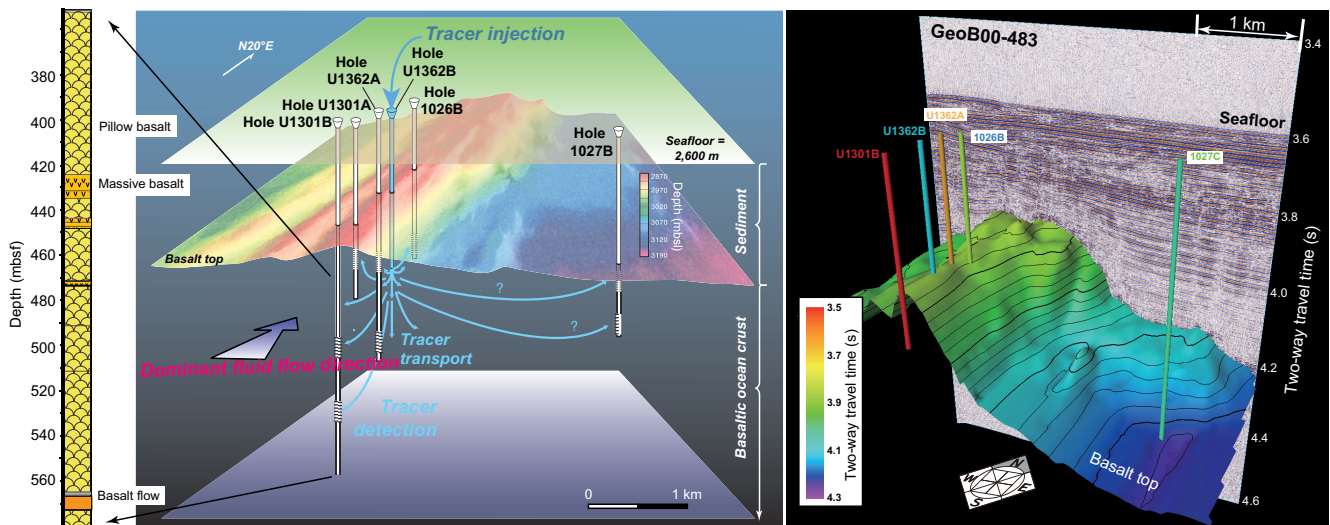 Depth (mbsf)
380
400
420
440
460
480
500
520
540
560
Pillow basalt
Massive basalt
Basalt flow
N20°E
Tracer injection
Hole
U1362A
Hole
U1362B
Hole U1301A
Hole
1026B
Hole U1301B
Hole
1027B
Seafloor =
2,600 m
Depth (mbsl)
2870
2970
3020
3070
3120
3190
Basalt top
Sediment
Basaltic ocean crust
?
?
Tracer
transport
Dominant fluid flow direction
Tracer
detection
0
1 km
GeoB00-483
1 km
3.4
Seafloor
3.6
3.8
4.0
4.2
4.4
4.6
Two-way travel time (s)
U1362A
U1362B
1026B
U1301B
1027C
3.5
3.7
3.9
4.1
4.3
Two-way travel time (s)
Basalt top
N
W
E
S